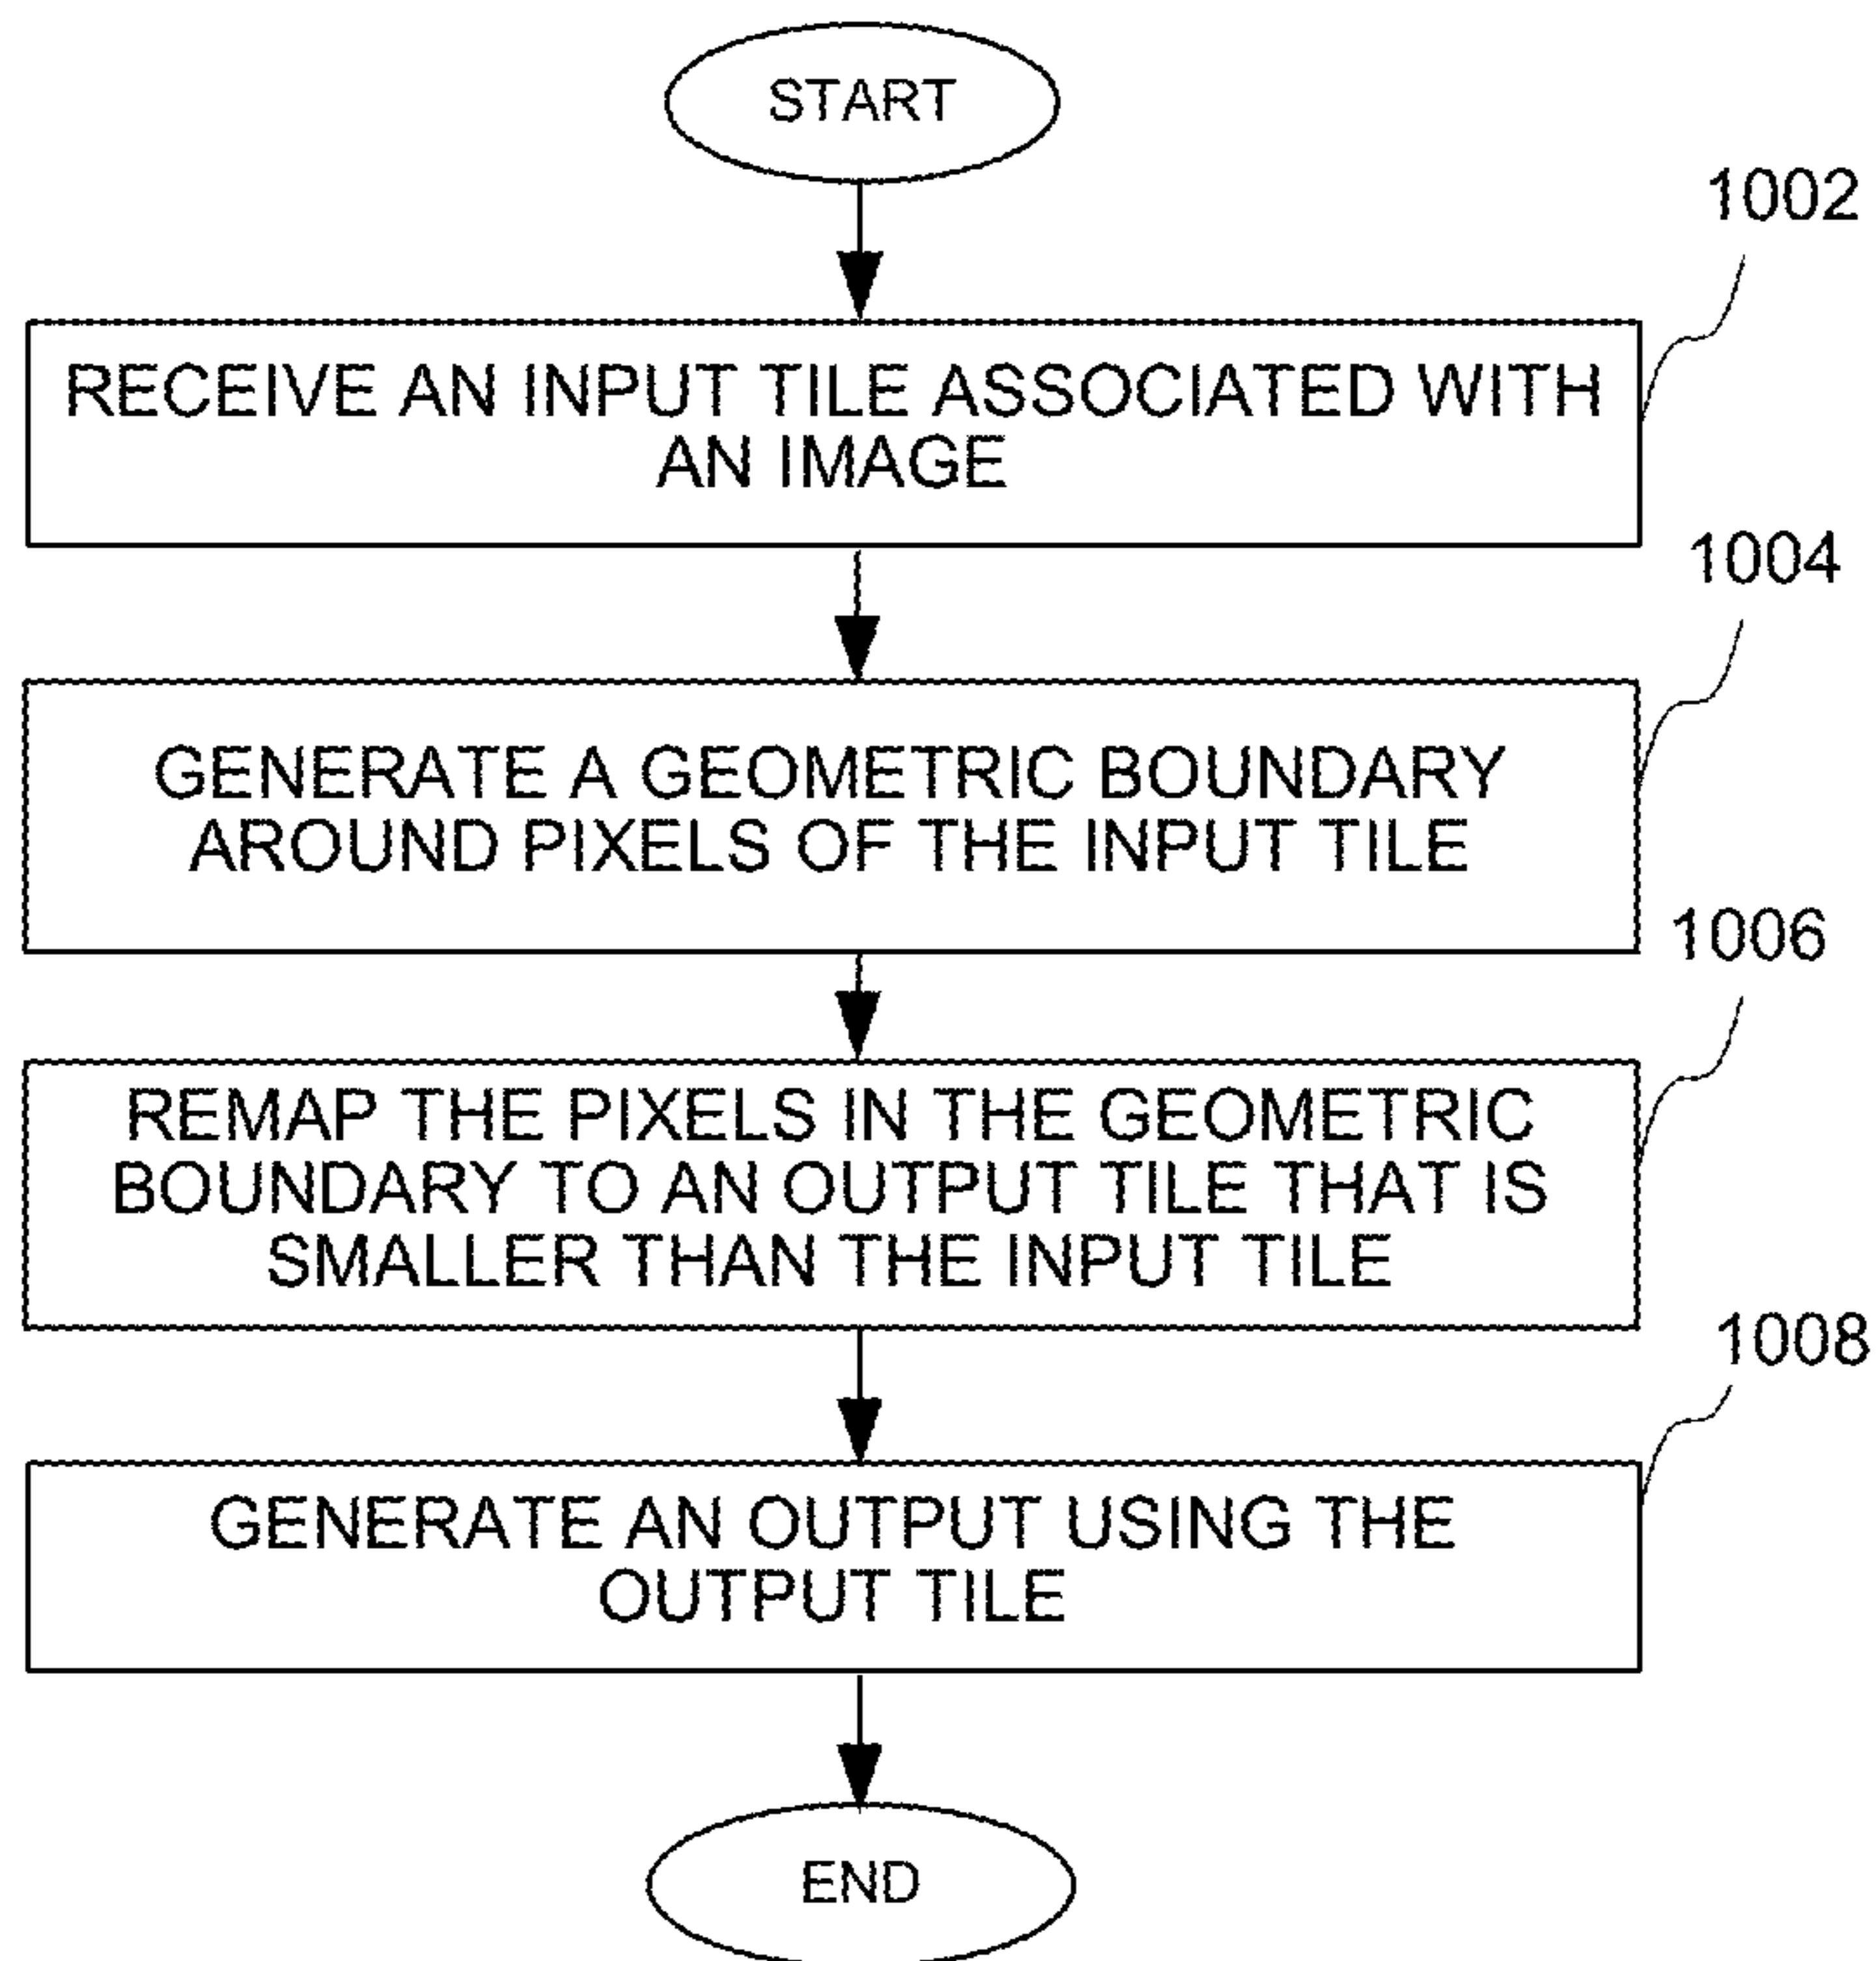 START
1002
RECEIVE AN INPUT TILE ASSOCIATED WITH
AN IMAGE
1004
GENERATE A GEOMETRIC BOUNDARY
AROUND PIXELS OF THE INPUT TILE
1006
REMAP THE PIXELS IN THE GEOMETRIC
BOUNDARY TO AN OUTPUT TILE THAT IS
SMALLER THAN THE INPUT TILE
1008
GENERATE AN OUTPUT USING THE
OUTPUT TILE
END